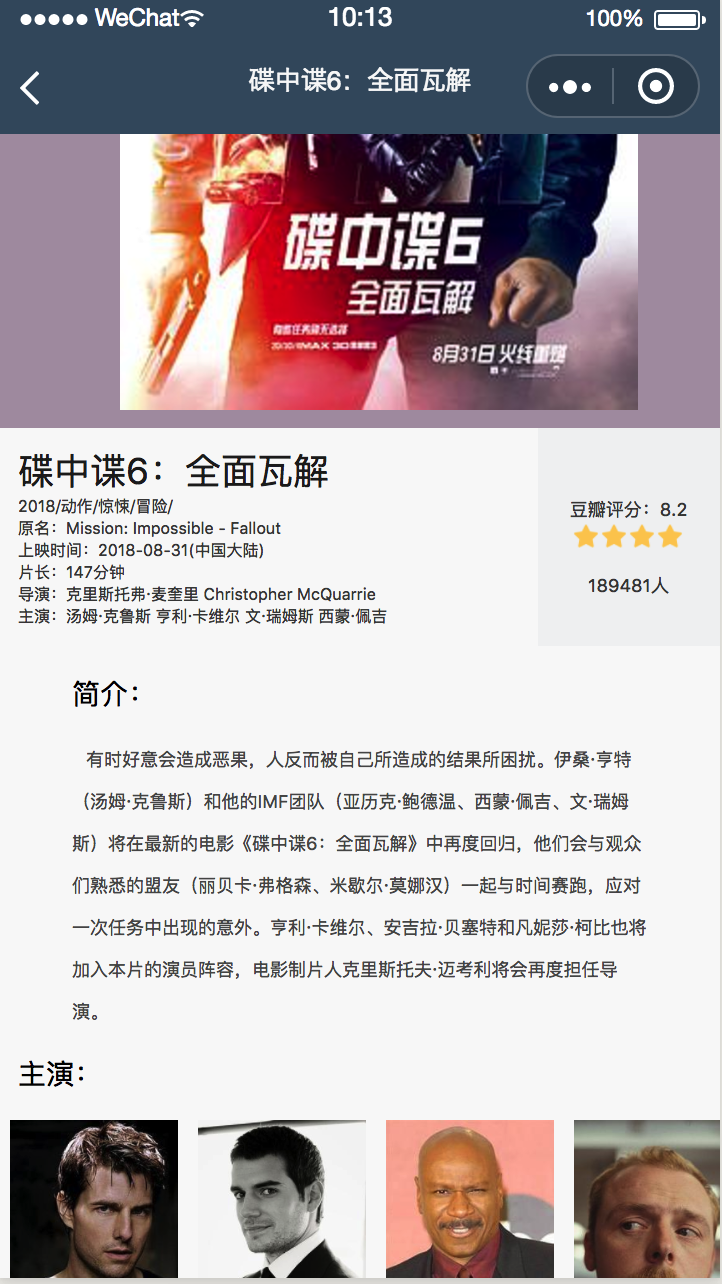 WeChat 10:13 100%
碟中谍6：全面瓦解
碟中谍6
全面瓦解
8月31日 火线重燃
碟中谍6：全面瓦解
2018/动作/惊悚/冒险/
原名：Mission: Impossible - Fallout
上映时间：2018-08-31(中国大陆)
片长：147分钟
导演：克里斯托弗·麦奎里 Christopher McQuarrie
主演：汤姆·克鲁斯 亨利·卡维尔 文·瑞姆斯 西蒙·佩吉
豆瓣评分：8.2
189481人
简介：
有时好意会造成恶果，人反而被自己所造成的结果所困扰。伊桑·亨特
（汤姆·克鲁斯）和他的IMF团队（亚历克·鲍德温、西蒙·佩吉、文·瑞姆
斯）将在最新的电影《碟中谍6：全面瓦解》中再度回归，他们会与观众
们熟悉的盟友（丽贝卡·弗格森、米歇尔·莫娜汉）一起与时间赛跑，应对
一次任务中出现的意外。亨利·卡维尔、安吉拉·贝塞特和凡妮莎·柯比也将
加入本片的演员阵容，电影制片人克里斯托夫·迈考利将会再度担任导
演。
主演：